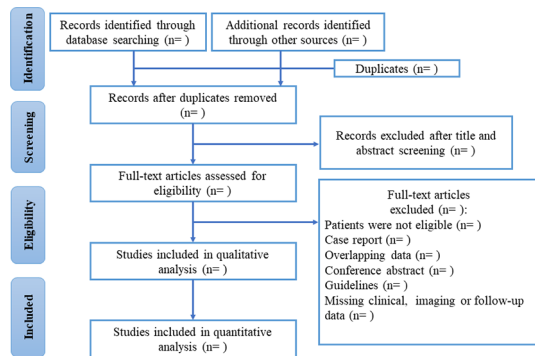 Identification
Records identified through
database searching (n= )
Additional records identified
through other sources (n= )
Duplicates (n= )
Records after duplicates removed
(n= )
Screening
Records excluded after title and
abstract screening (n= )
Full-text articles assessed for
eligibility (n= )
Eligibility
Full-text articles
excluded (n= ):
Patients were not eligible (n= )
Case report (n= )
Overlapping data (n= )
Conference abstract (n= )
Guidelines (n= )
Missing clinical, imaging or follow-up
data (n= )
Studies included in qualitative
analysis (n= )
Included
Studies included in quantitative
analysis (n= )